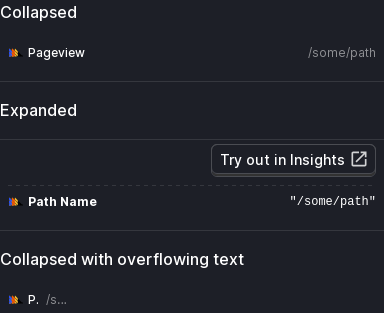 Collapsed
Pageview /some/path
Expanded
Try out in Insights
Path Name "/some/path"
Collapsed with overflowing text
P. /s...